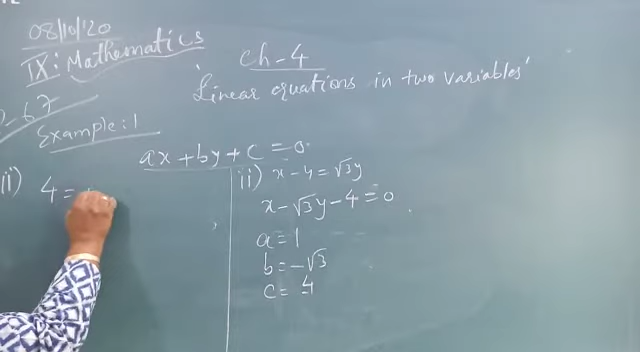 08/10/'20
IX: Mathematics
Ch-4
'Linear equations in two variables'
Example:1
ax+by+c=0
ii) 4=
ii) x-4=√3y
x-√3y-4=0
a=1
b=-√3
c=4